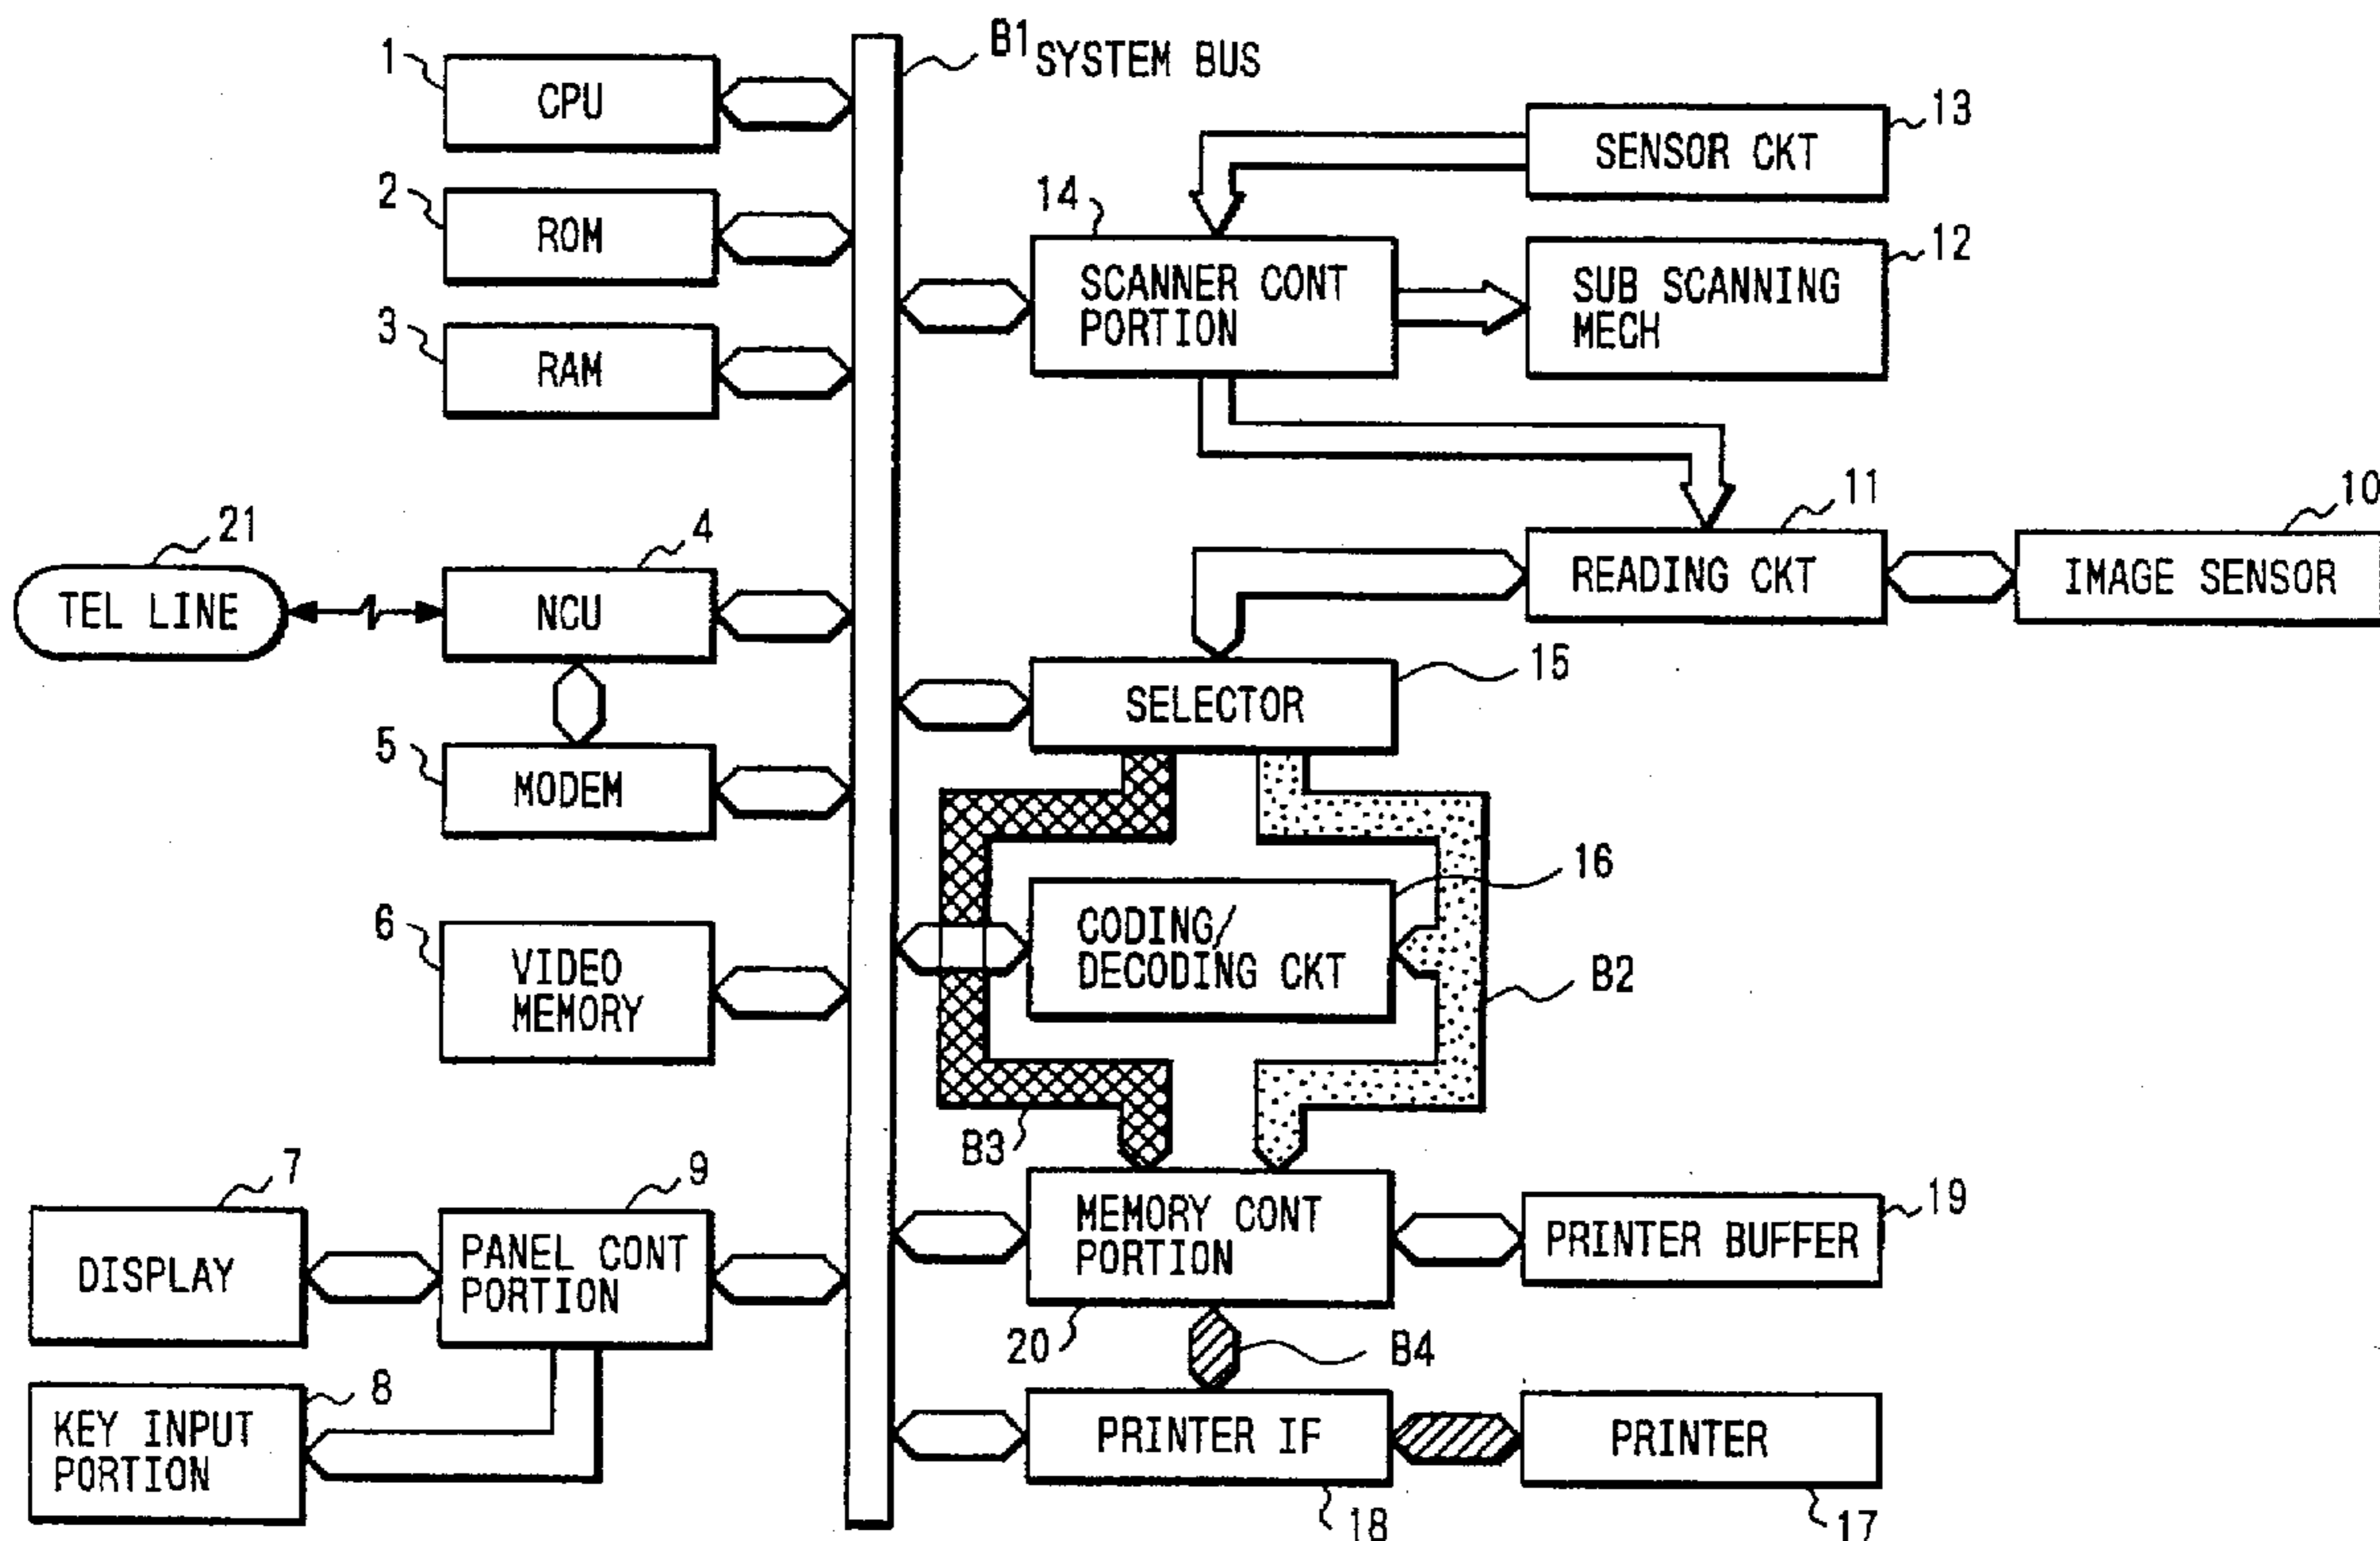 B1 SYSTEM BUS
1
CPU
2
ROM
3
RAM
21
TEL LINE
4
NCU
5
MODEM
6
VIDEO
MEMORY
7
DISPLAY
9
PANEL CONT
PORTION
8
KEY INPUT
PORTION
13
SENSOR CKT
14
SCANNER CONT
PORTION
12
SUB SCANNING
MECH
11
READING CKT
10
IMAGE SENSOR
15
SELECTOR
16
CODING/
DECODING CKT
B2
B3
MEMORY CONT
PORTION
19
PRINTER BUFFER
20
B4
PRINTER IF
PRINTER
18
17